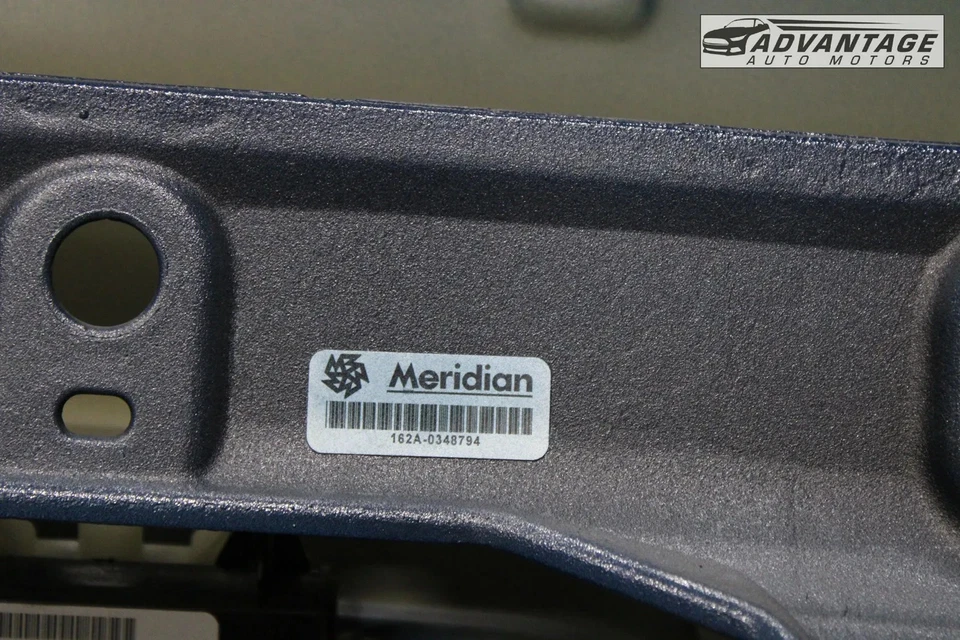 ADVANTAGE
AUTO MOTORS
Meridian
162A-0348794